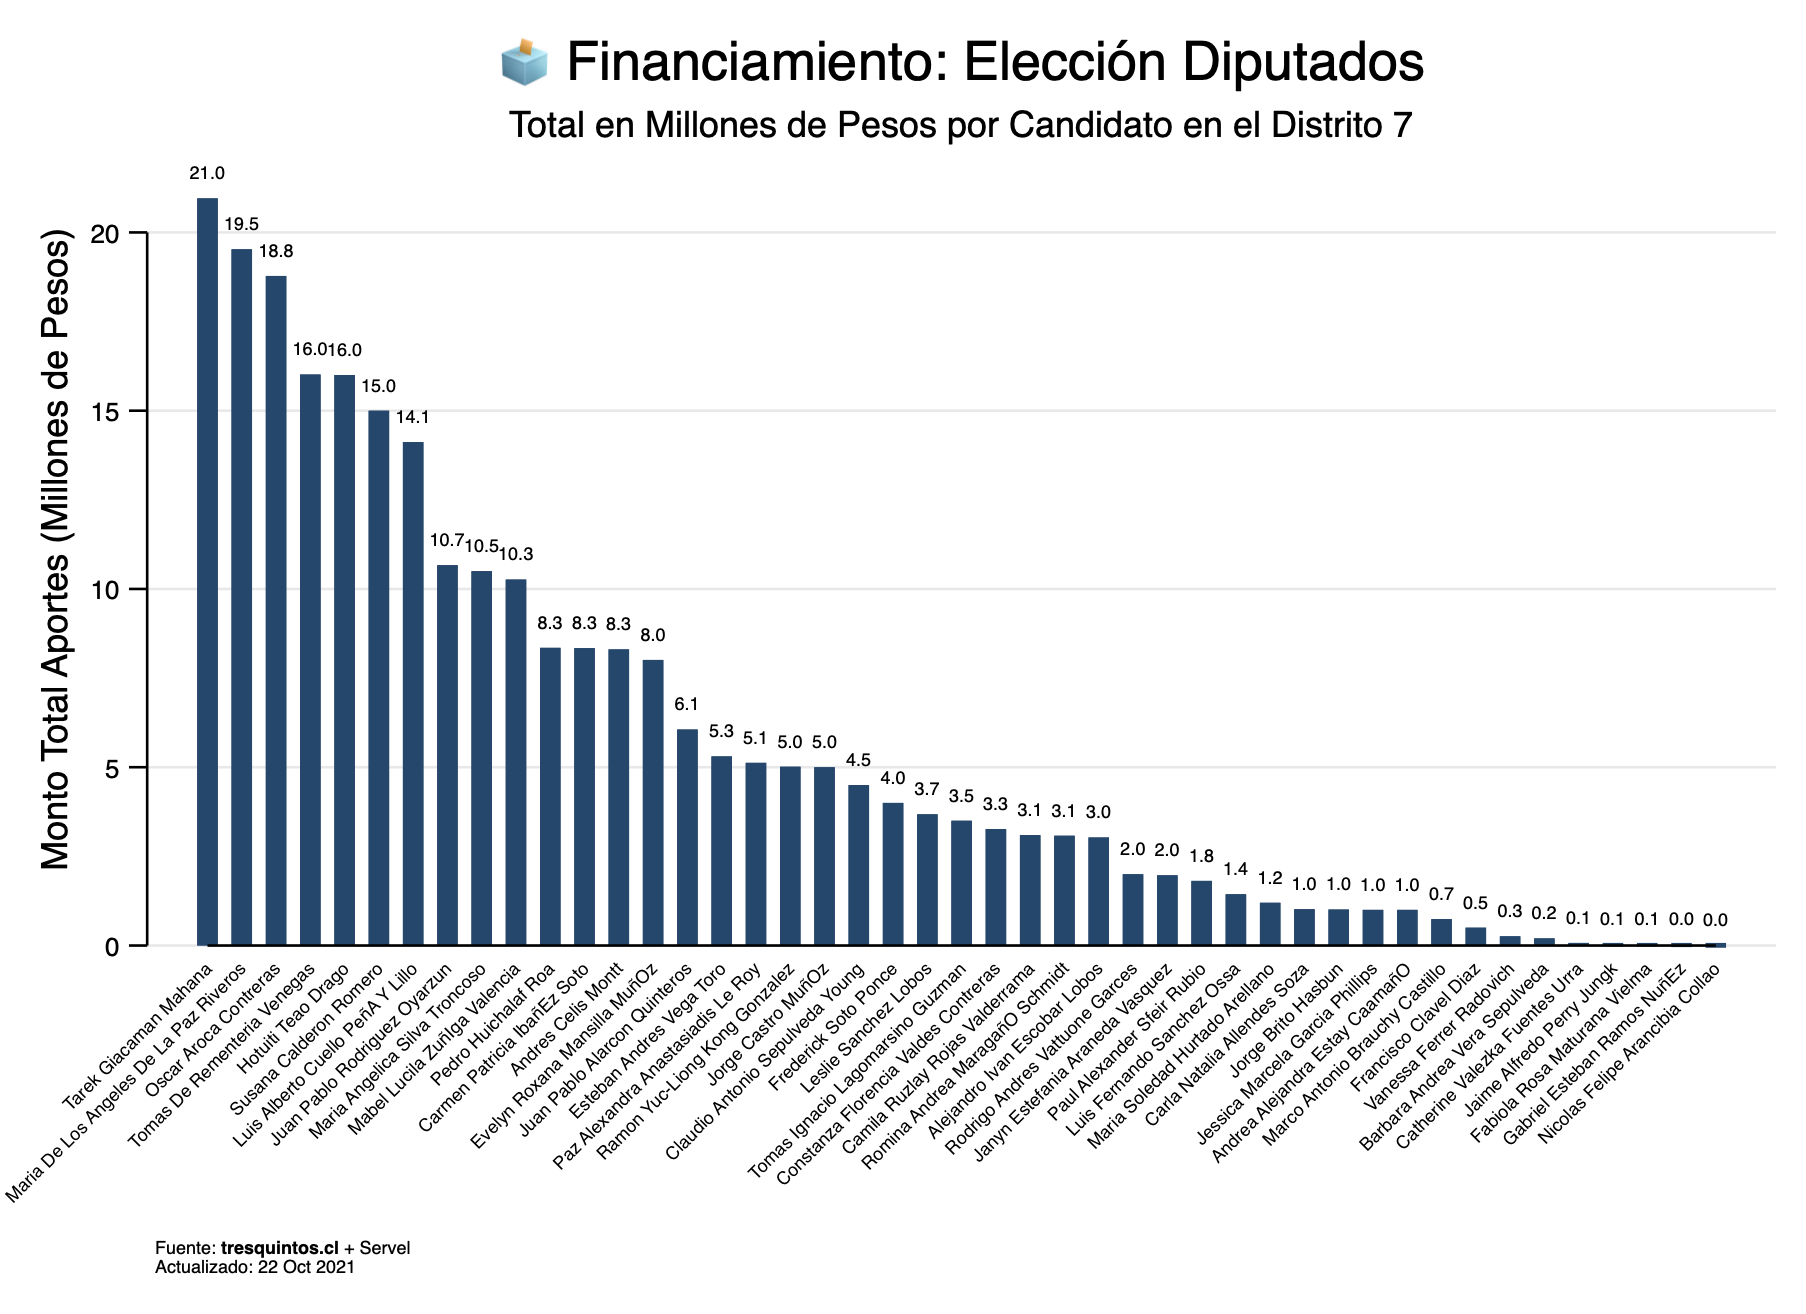 Financiamiento: Elección Diputados
Total en Millones de Pesos por Candidato en el Distrito 7
Monto Total Aportes (Millones de Pesos)
20
15
10
5
0
21.0
19.5
18.8
16.0
16.0
15.0
14.1
10.7
10.5
10.3
8.3
8.3
8.3
8.0
6.1
5.3
5.1
5.0
5.0
4.5
4.0
3.7
3.5
3.3
3.1
3.1
3.0
2.0
2.0
1.8
1.4
1.2
1.0
1.0
1.0
1.0
0.7
0.5
0.3
0.2
0.1
0.1
0.1
0.0
0.0
Tarek Giacaman Mahana
Maria De Los Angeles De La Paz Riveros
Oscar Aroca Contreras
Tomas De Rementeria Venegas
Hotuiti Teao Drago
Susana Calderon Romero
Luis Alberto Cuello PeñA Y Lillo
Juan Pablo Rodriguez Oyarzun
Maria Angelica Silva Troncoso
Mabel Lucila Zuñlga Valencia
Pedro Huichalaf Roa
Carmen Patricia IbañEz Soto
Andres Celis Montt
Evelyn Roxana Mansilla MuñOz
Juan Pablo Alarcon Quinteros
Esteban Andres Vega Toro
Paz Alexandra Anastasiadis Le Roy
Ramon Yuc-Liong Kong Gonzalez
Jorge Castro MuñOz
Claudio Antonio Sepulveda Young
Frederick Soto Ponce
Leslie Sanchez Lobos
Tomas Ignacio Lagomarsino Guzman
Constanza Florencia Valdes Contreras
Camila Ruzlay Rojas Valderrama
Romina Andrea MaragañO Schmidt
Alejandro Ivan Escobar Lobos
Rodrigo Andres Vattuone Garces
Janyn Estefania Araneda Vasquez
Paul Alexander Sfeir Rubio
Luis Fernando Sanchez Ossa
Maria Soledad Hurtado Arellano
Carla Natalia Allendes Soza
Jorge Brito Hasbun
Jessica Marcela Garcia Phillips
Andrea Alejandra Estay CaamañO
Marco Antonio Brauchy Castillo
Francisco Clavel Diaz
Vanessa Ferrer Radovich
Barbara Andrea Vera Sepulveda
Catherine Valezka Fuentes Urra
Jaime Alfredo Perry Jungk
Fabiola Rosa Maturana Vielma
Gabriel Esteban Ramos NuñEz
Nicolas Felipe Arancibia Collao
Fuente: tresquintos.cl + Servel
Actualizado: 22 Oct 2021